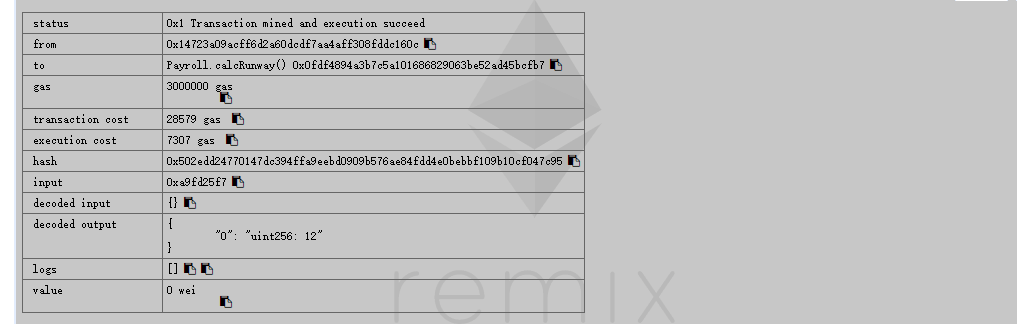 status 0x1 Transaction mined and execution succeed
from 0x14723a09acff6d2a60dcdf7aa4aff308fddc160c
to Payroll.calcRunway() 0x0fdf4894a3b7c5a101686829063be52ad45bcfb7
gas 3000000 gas
transaction cost 28579 gas
execution cost 7307 gas
hash 0x502edd24770147dc394ffa9eebd0909b576ae84fdd4e0bebbf109b10cf047c95
input 0xa9fd25f7
decoded input {}
decoded output {
"0": "uint256: 12"
}
logs []
value 0 wei
remix